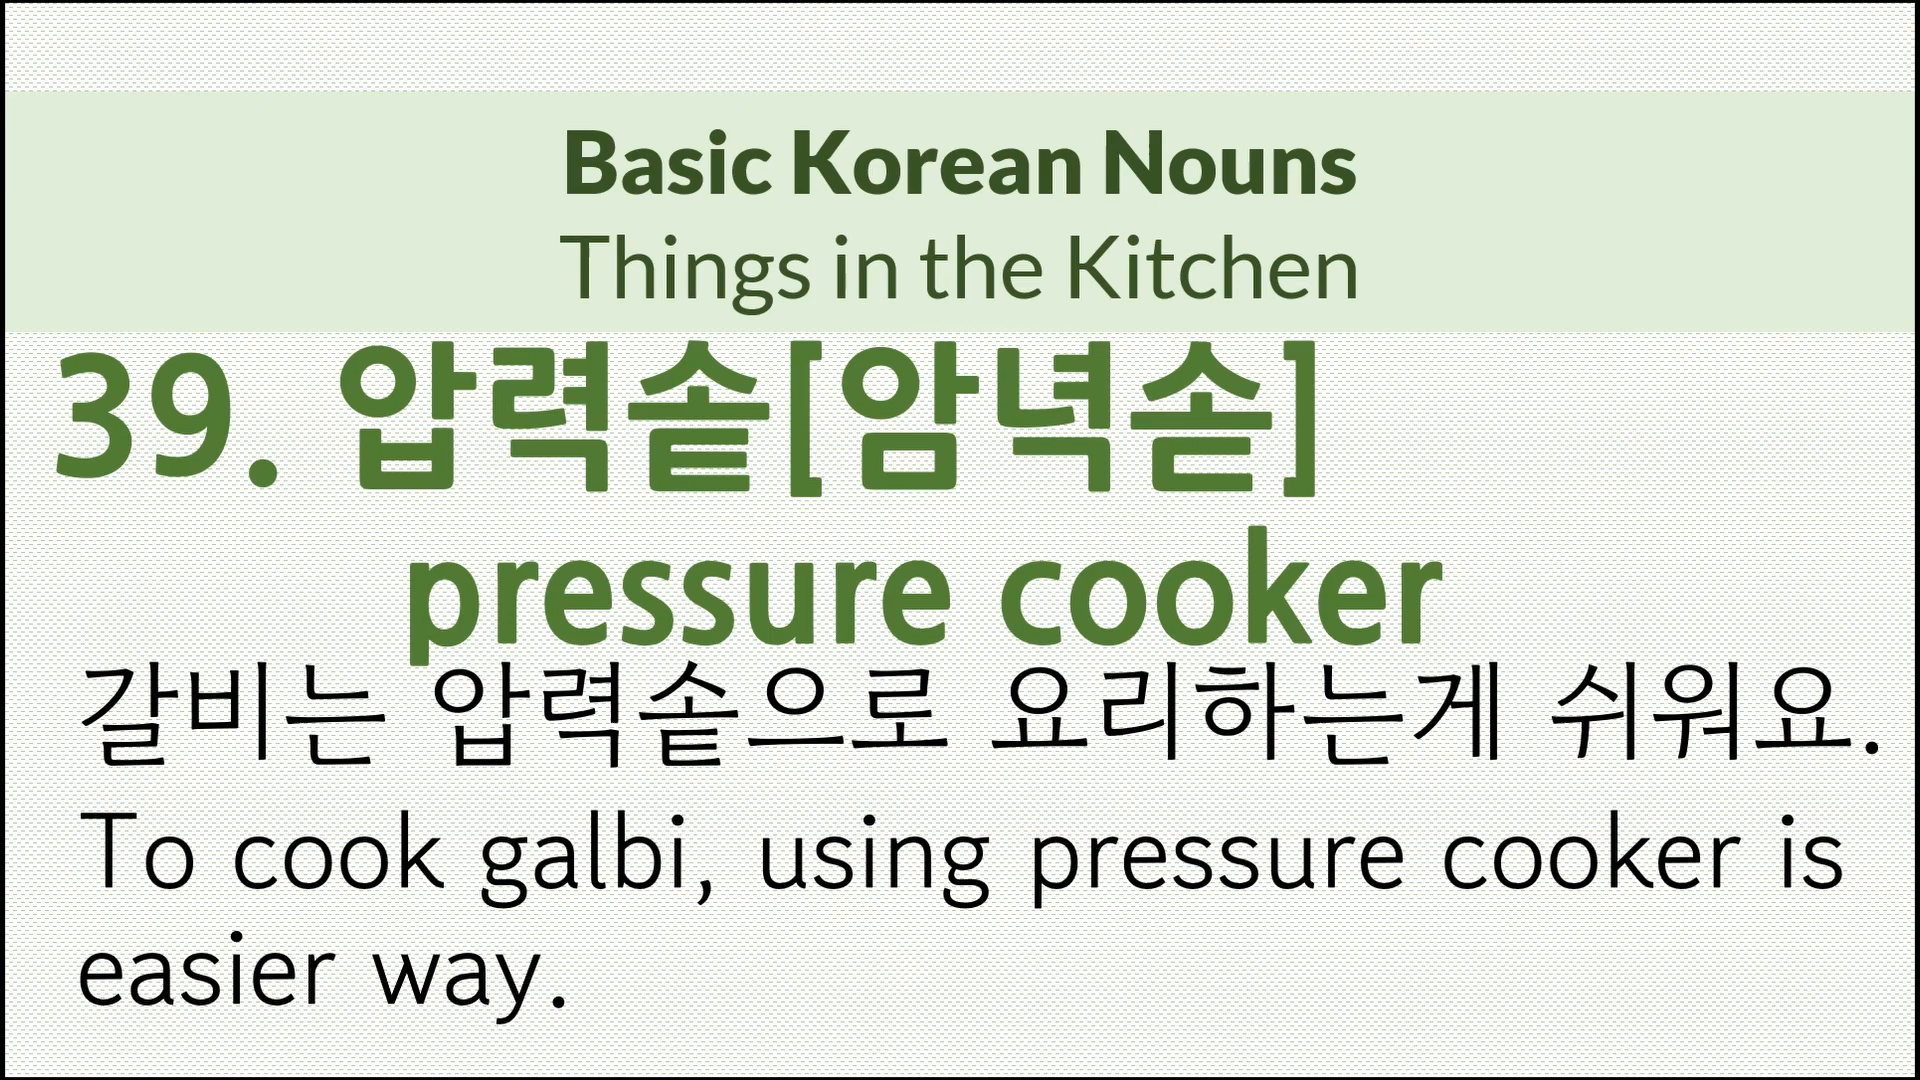 Basic Korean Nouns
Things in the Kitchen
39. 압력솥[암녁솓]
pressure cooker
갈비는 압력솥으로 요리하는게 쉬워요.
To cook galbi, using pressure cooker is
easier way.